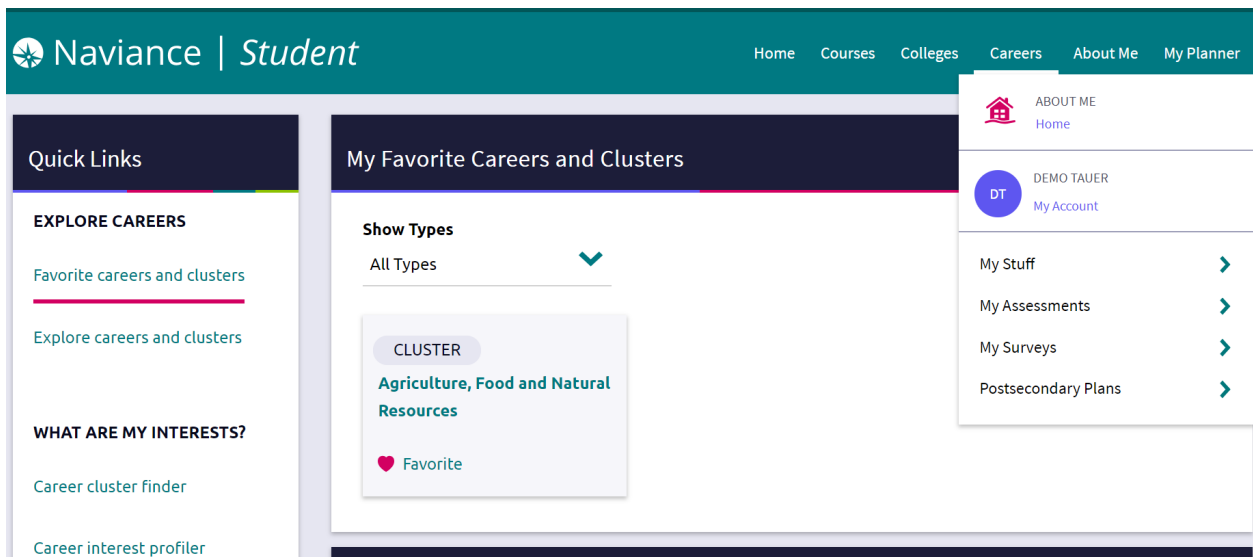 Naviance | Student
Home Courses Colleges Careers About Me My Planner
ABOUT ME
Home
DEMO TAUER
DT
My Account
My Stuff
My Assessments
My Surveys
Postsecondary Plans
Quick Links
EXPLORE CAREERS
Favorite careers and clusters
Explore careers and clusters
WHAT ARE MY INTERESTS?
Career cluster finder
Career interest profiler
My Favorite Careers and Clusters
Show Types
All Types
CLUSTER
Agriculture, Food and Natural
Resources
Favorite